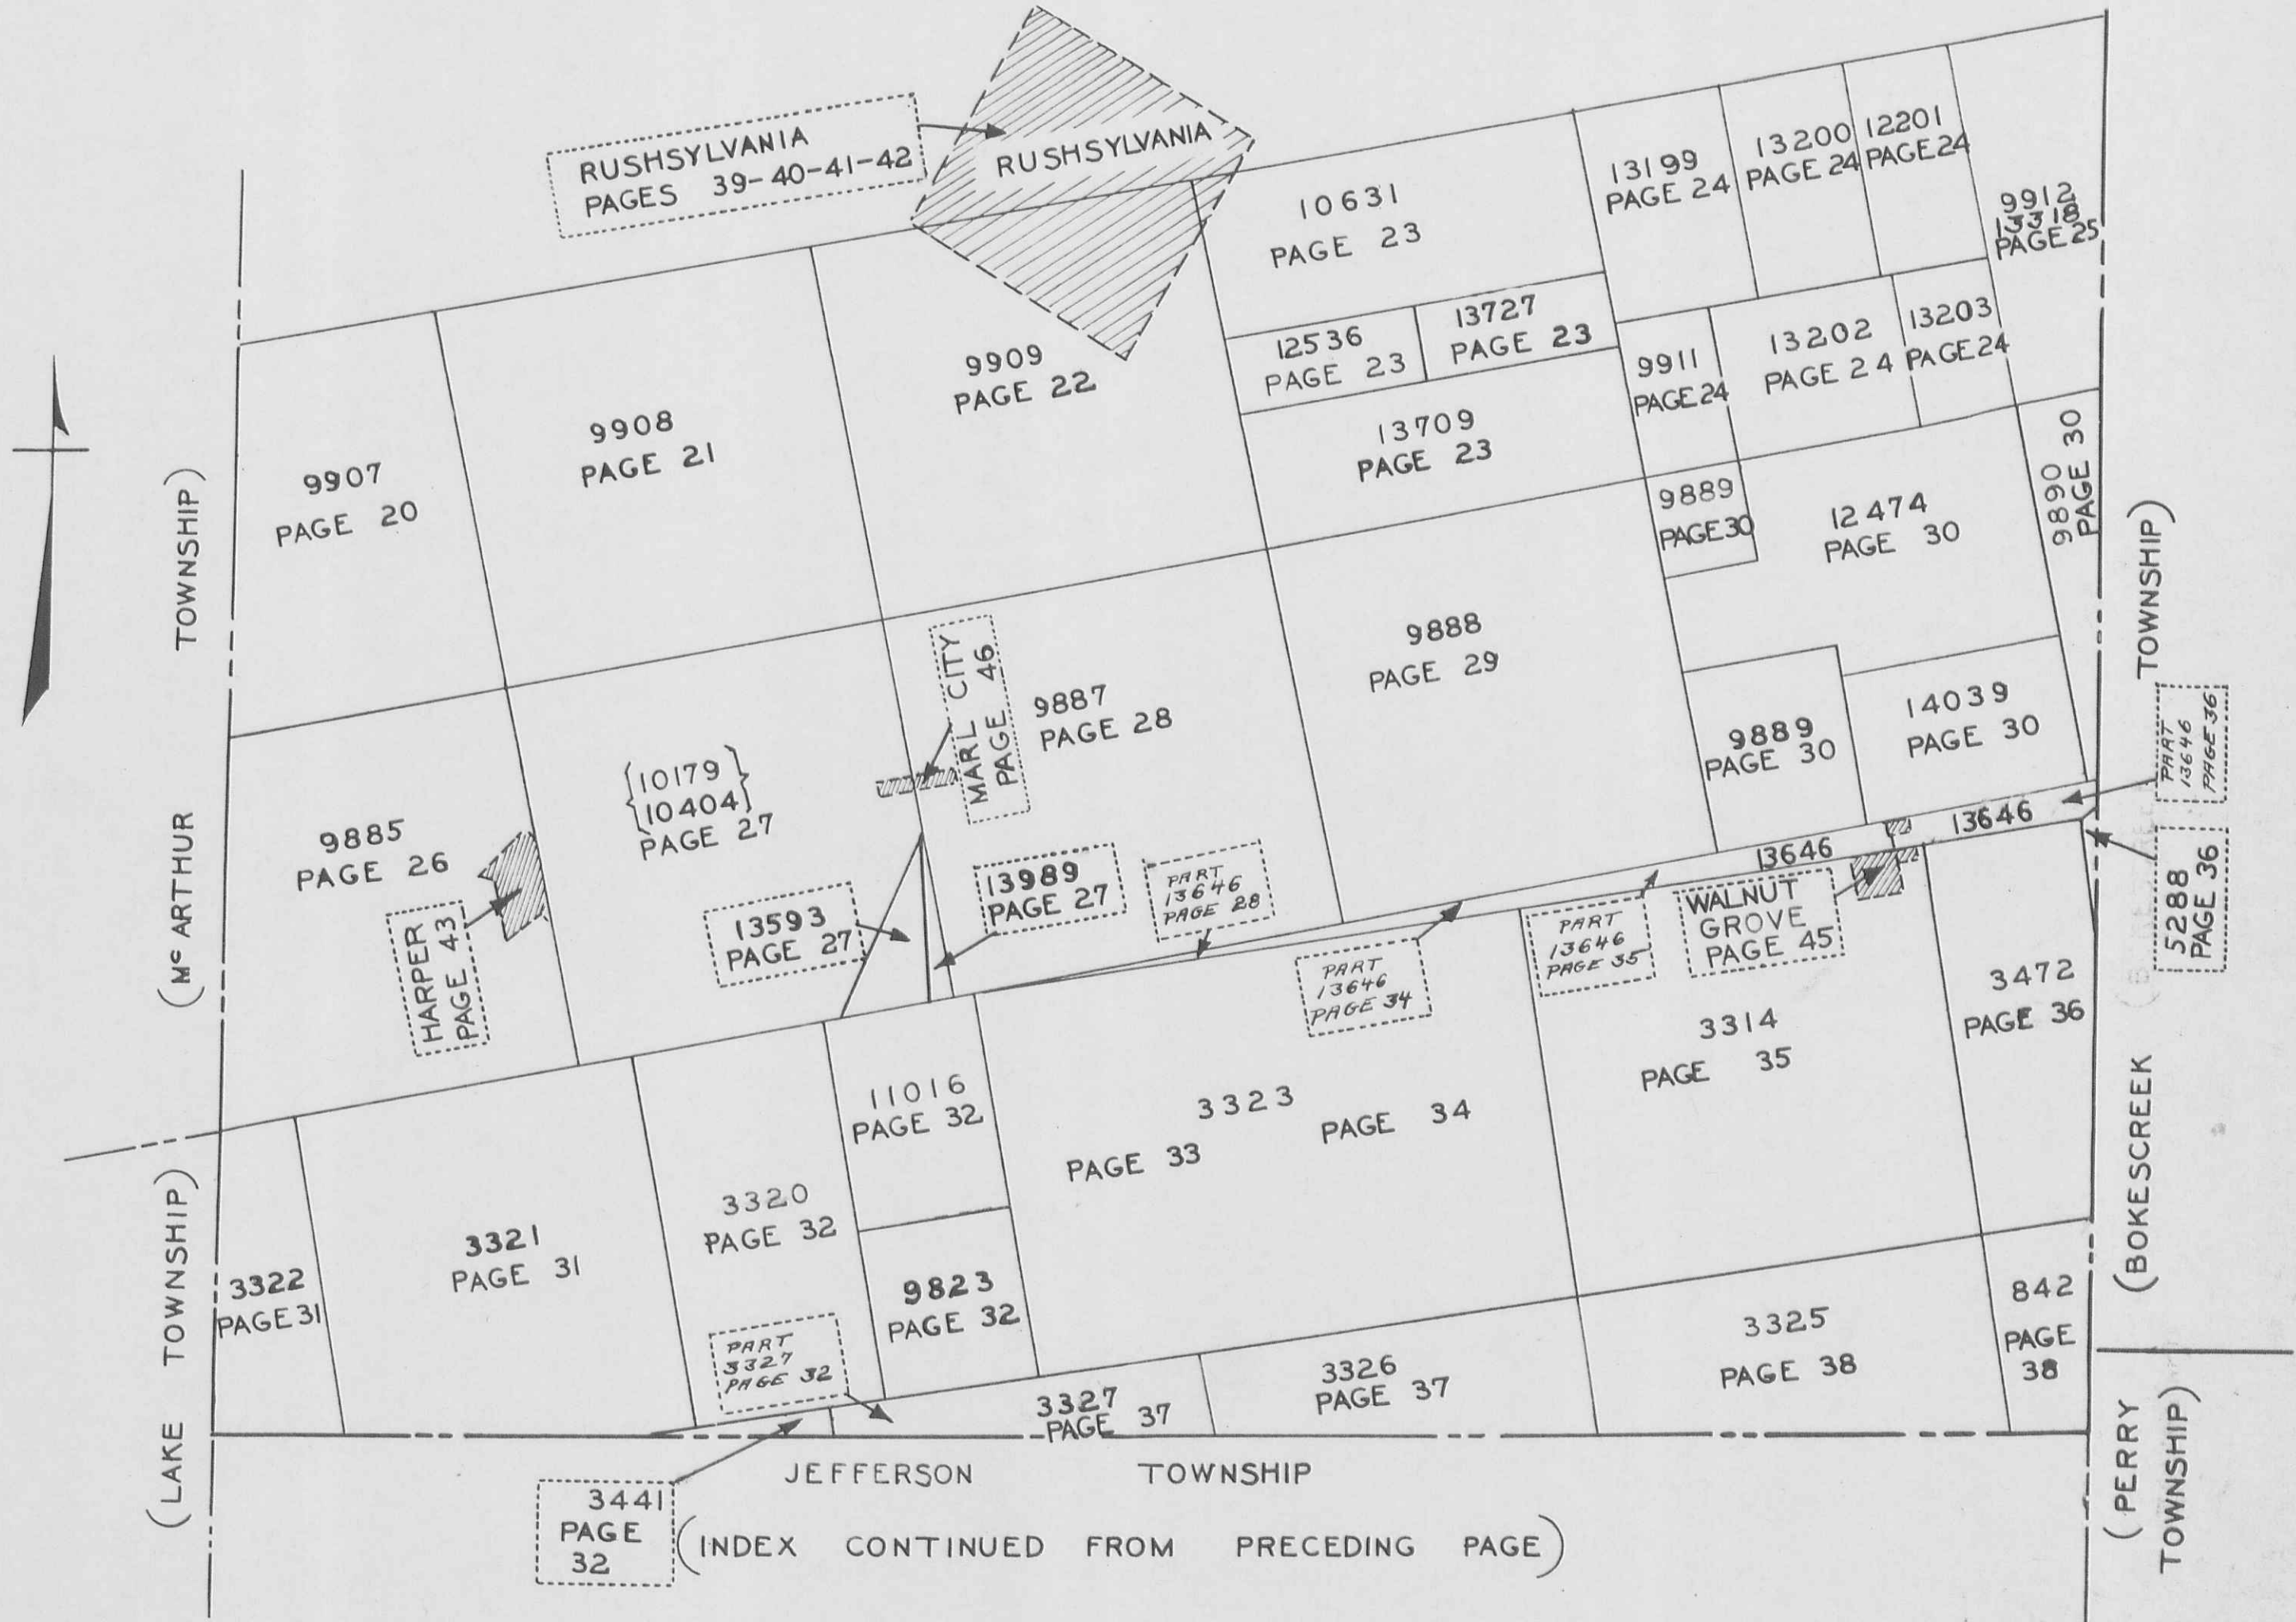 RUSHSYLVANIA
PAGES 39-40-41-42
RUSHSYLVANIA
10631
PAGE 23
13199
PAGE 24
13200
PAGE 24
12201
PAGE 24
9912
13318
PAGE 25
12536
PAGE 23
13727
PAGE 23
9911
PAGE 24
13202
PAGE 24
13203
PAGE 24
9907
PAGE 20
9908
PAGE 21
9909
PAGE 22
13709
PAGE 23
9889
PAGE 30
12474
PAGE 30
9890
PAGE 30
(Mc ARTHUR TOWNSHIP)
9885
PAGE 26
HARPER
PAGE 43
{10179}
{10404}
PAGE 27
MARL CITY
PAGE 46
9887
PAGE 28
9888
PAGE 29
9889
PAGE 30
14039
PAGE 30
PART
13646
PAGE 36
13593
PAGE 27
13989
PAGE 27
PART
13646
PAGE 28
PART
13646
PAGE 34
PART
13646
PAGE 35
13646
13646
WALNUT
GROVE
PAGE 45
5288
PAGE 36
(BOKESCREEK TOWNSHIP)
3472
PAGE 36
3314
PAGE 35
3323
PAGE 33
PAGE 34
11016
PAGE 32
3320
PAGE 32
9823
PAGE 32
3321
PAGE 31
3322
PAGE 31
(LAKE TOWNSHIP)
PART
3327
PAGE 32
3327
PAGE 37
3326
PAGE 37
3325
PAGE 38
842
PAGE
38
(PERRY
TOWNSHIP)
JEFFERSON TOWNSHIP
3441
PAGE
32
(INDEX CONTINUED FROM PRECEDING PAGE)